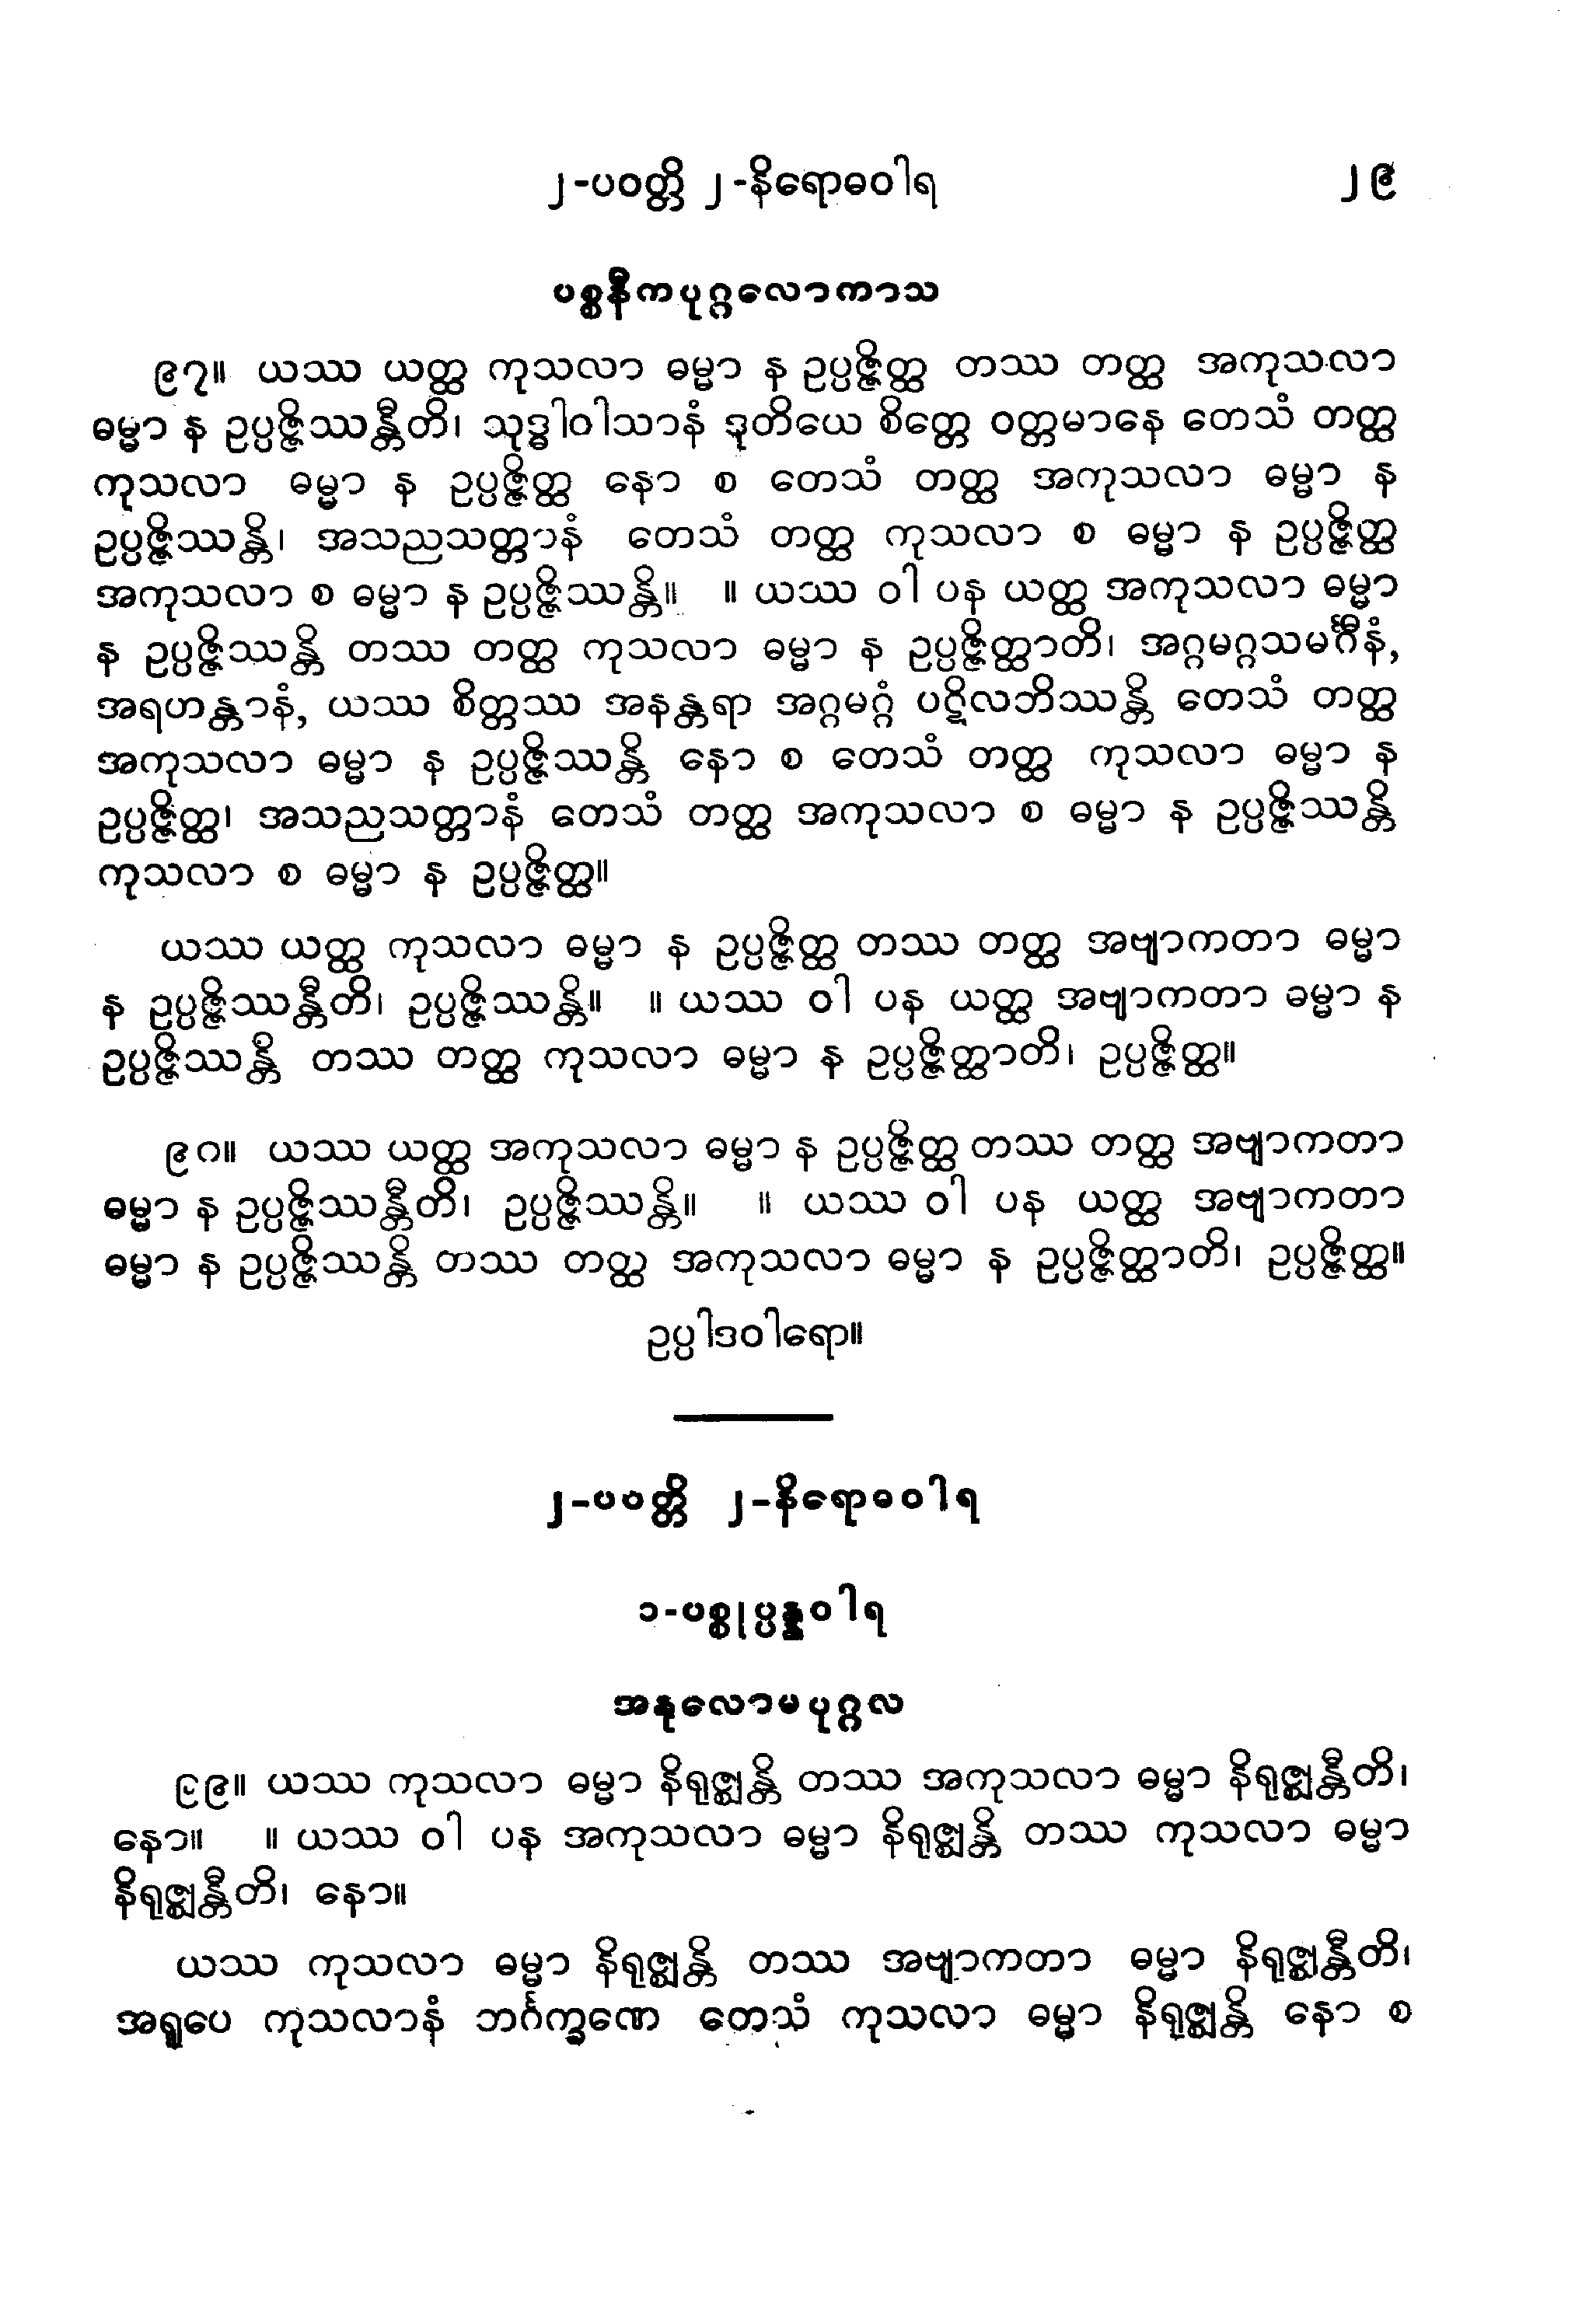 ၂-ပဝတ္တိ ၂-နိရောဓဝါရ ၂၉
ပစ္စနီကပုဂ္ဂလောကာသ
၉၇။ ယဿ ယတ္ထ ကုသလာ ဓမ္မာ န ဥပ္ပဇ္ဇိတ္ထ တဿ တတ္ထ အကုသလာ
ဓမ္မာ န ဥပ္ပဇ္ဇိဿန္တီတိ၊ သုဒ္ဓါဝါသာနံ ဒုတိယေ စိတ္တေ ဝတ္တမာနေ တေသံ တတ္ထ
ကုသလာ ဓမ္မာ န ဥပ္ပဇ္ဇိတ္ထ နော စ တေသံ တတ္ထ အကုသလာ ဓမ္မာ န
ဥပ္ပဇ္ဇိဿန္တိ၊ အသညသတ္တာနံ တေသံ တတ္ထ ကုသလာ စ ဓမ္မာ န ဥပ္ပဇ္ဇိတ္ထ
အကုသလာ စ ဓမ္မာ န ဥပ္ပဇ္ဇိဿန္တိ။ ။ ယဿ ဝါ ပန ယတ္ထ အကုသလာ ဓမ္မာ
န ဥပ္ပဇ္ဇိဿန္တိ တဿ တတ္ထ ကုသလာ ဓမ္မာ န ဥပ္ပဇ္ဇိတ္ထာတိ၊ အဂ္ဂမဂ္ဂသမင်္ဂီနံ,
အရဟန္တာနံ, ယဿ စိတ္တဿ အနန္တရာ အဂ္ဂမဂ္ဂံ ပဋိလဘိဿန္တိ တေသံ တတ္ထ
အကုသလာ ဓမ္မာ န ဥပ္ပဇ္ဇိဿန္တိ နော စ တေသံ တတ္ထ ကုသလာ ဓမ္မာ န
ဥပ္ပဇ္ဇိတ္ထ၊ အသညသတ္တာနံ တေသံ တတ္ထ အကုသလာ စ ဓမ္မာ န ဥပ္ပဇ္ဇိဿန္တိ
ကုသလာ စ ဓမ္မာ န ဥပ္ပဇ္ဇိတ္ထ။
ယဿ ယတ္ထ ကုသလာ ဓမ္မာ န ဥပ္ပဇ္ဇိတ္ထ တဿ တတ္ထ အဗျာကတာ ဓမ္မာ
န ဥပ္ပဇ္ဇိဿန္တီတိ၊ ဥပ္ပဇ္ဇိဿန္တိ။ ။ ယဿ ဝါ ပန ယတ္ထ အဗျာကတာ ဓမ္မာ န
ဥပ္ပဇ္ဇိဿန္တိ တဿ တတ္ထ ကုသလာ ဓမ္မာ န ဥပ္ပဇ္ဇိတ္ထာတိ၊ ဥပ္ပဇ္ဇိတ္ထ။
၉၈။ ယဿ ယတ္ထ အကုသလာ ဓမ္မာ န ဥပ္ပဇ္ဇိတ္ထ တဿ တတ္ထ အဗျာကတာ
ဓမ္မာ န ဥပ္ပဇ္ဇိဿန္တီတိ၊ ဥပ္ပဇ္ဇိဿန္တိ။ ။ ယဿ ဝါ ပန ယတ္ထ အဗျာကတာ
ဓမ္မာ န ဥပ္ပဇ္ဇိဿန္တိ တဿ တတ္ထ အကုသလာ ဓမ္မာ န ဥပ္ပဇ္ဇိတ္ထာတိ၊ ဥပ္ပဇ္ဇိတ္ထ။
ဥပ္ပါဒဝါရော။
၂-ပဝတ္တိ ၂-နိရောဓဝါရ
၁-ပစ္စုပ္ပန္နဝါရ
အနုလောမပုဂ္ဂလ
၉၉။ ယဿ ကုသလာ ဓမ္မာ နိရုဇ္ဈန္တိ တဿ အကုသလာ ဓမ္မာ နိရုဇ္ဈန္တီတိ၊
နော။ ။ ယဿ ဝါ ပန အကုသလာ ဓမ္မာ နိရုဇ္ဈန္တိ တဿ ကုသလာ ဓမ္မာ
နိရုဇ္ဈန္တီတိ၊ နော။
ယဿ ကုသလာ ဓမ္မာ နိရုဇ္ဈန္တိ တဿ အဗျာကတာ ဓမ္မာ နိရုဇ္ဈန္တီတိ၊
အရူပေ ကုသလာနံ ဘင်္ဂက္ခဏေ တေသံ ကုသလာ ဓမ္မာ နိရုဇ္ဈန္တိ နော စ